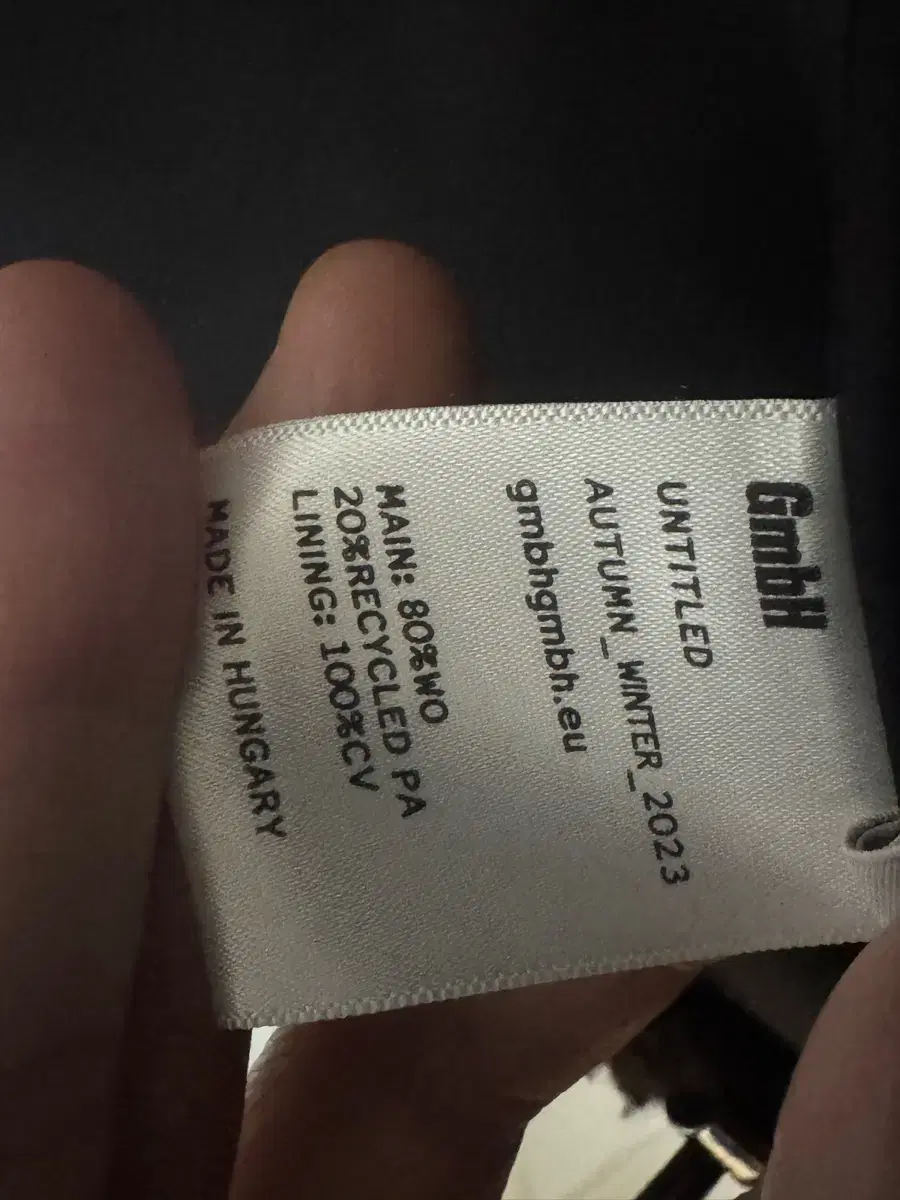 GmbH
UNTITLED
AUTUMN_WINTER_2023
gmbhgmbh.eu
MAIN: 80%WO
20%RECYCLED PA
LINING: 100%CV
MADE IN HUNGARY